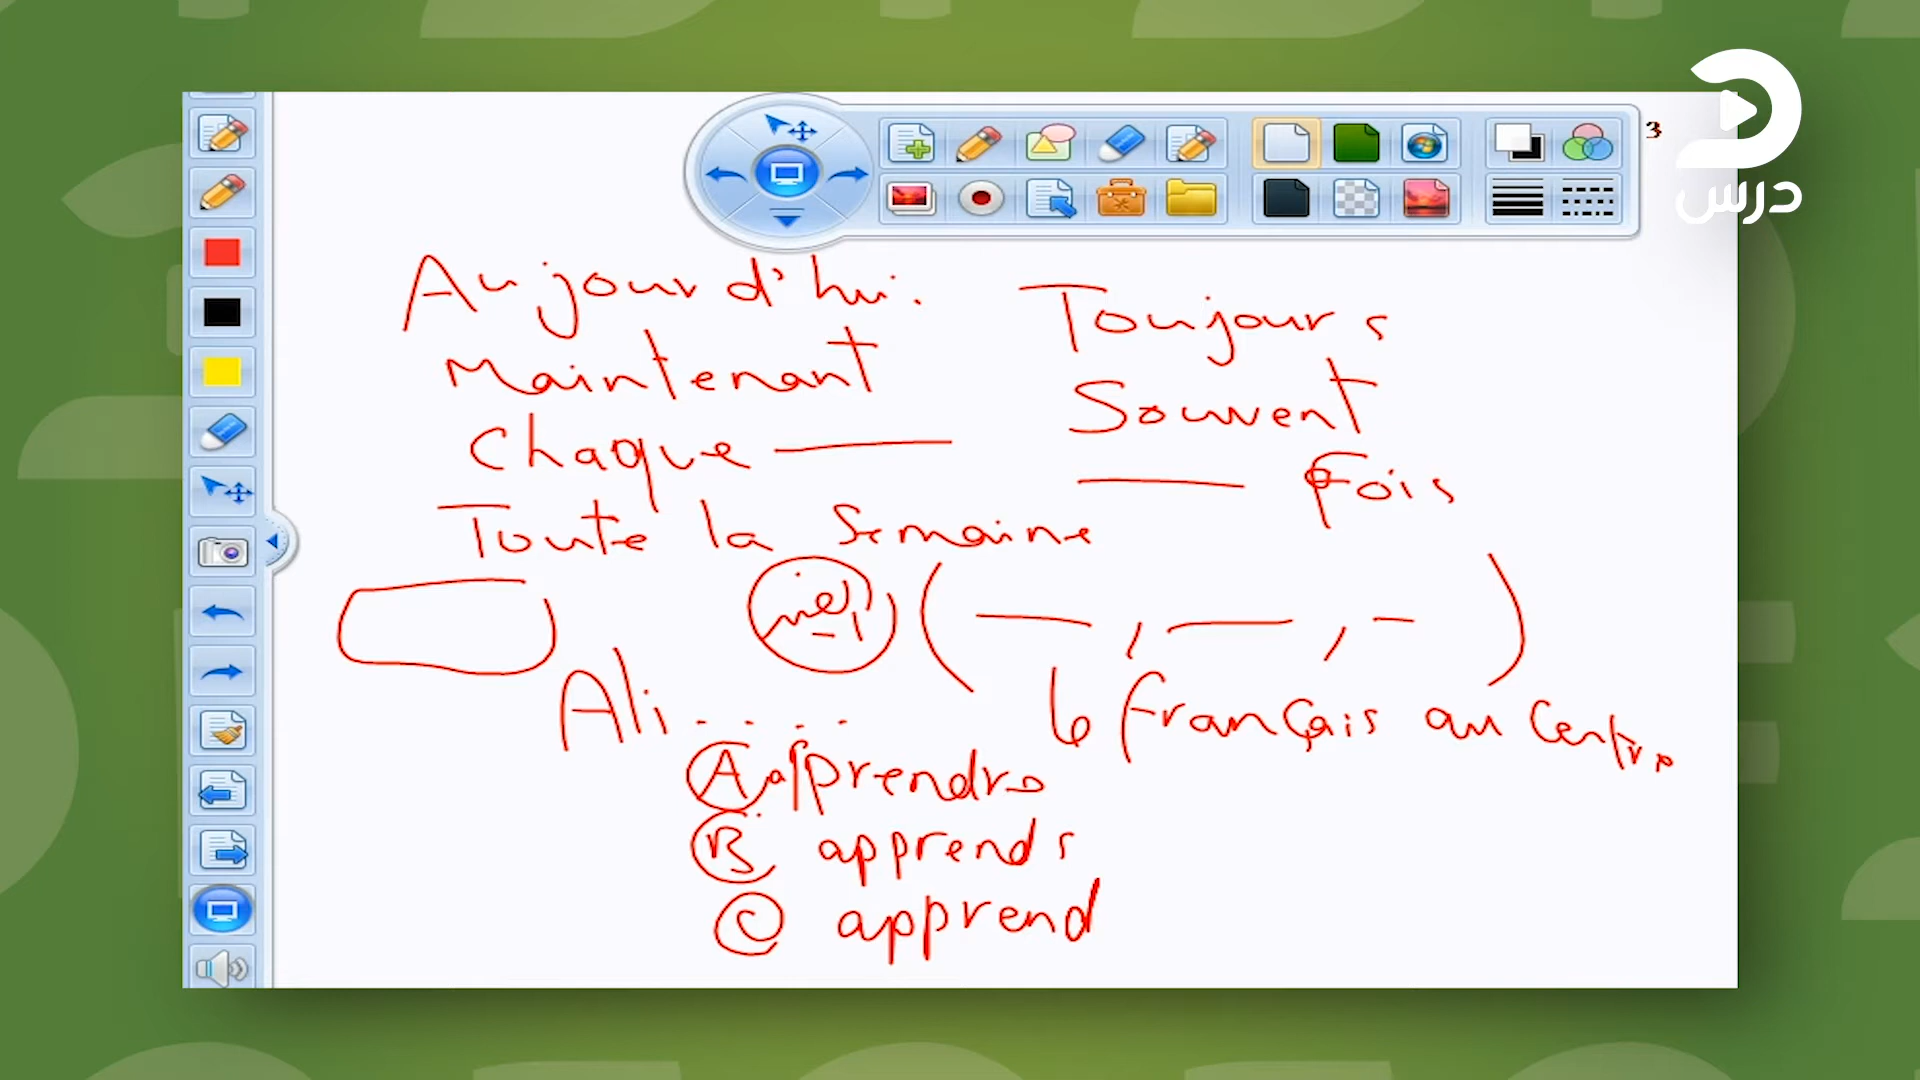 درس
3
Aujourd'hui.
Toujours
Maintenant
Souvent
Chaque ——
—— Fois
Toute la Semaine
( —— , —— , — )
Ali ..... le français au Centre
A apprendre
B apprends
C apprend